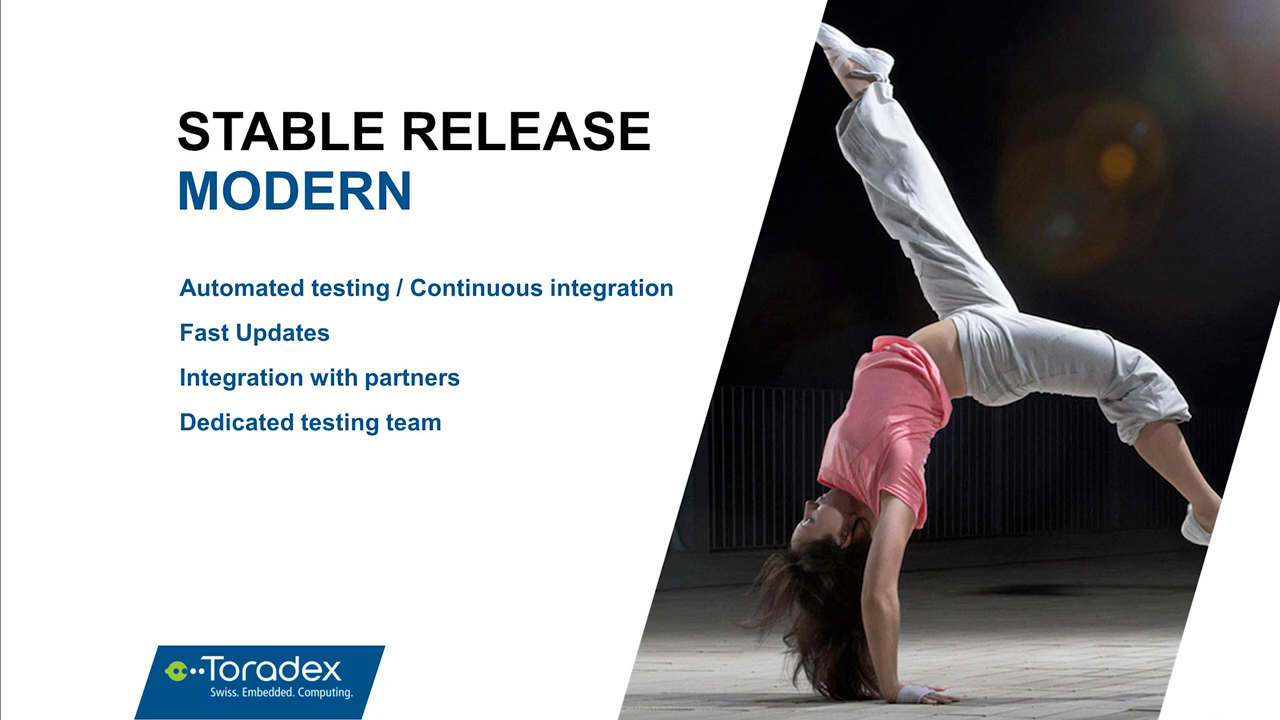 STABLE RELEASE
MODERN
Automated testing / Continuous integration
Fast Updates
Integration with partners
Dedicated testing team
Toradex
Swiss. Embedded. Computing.